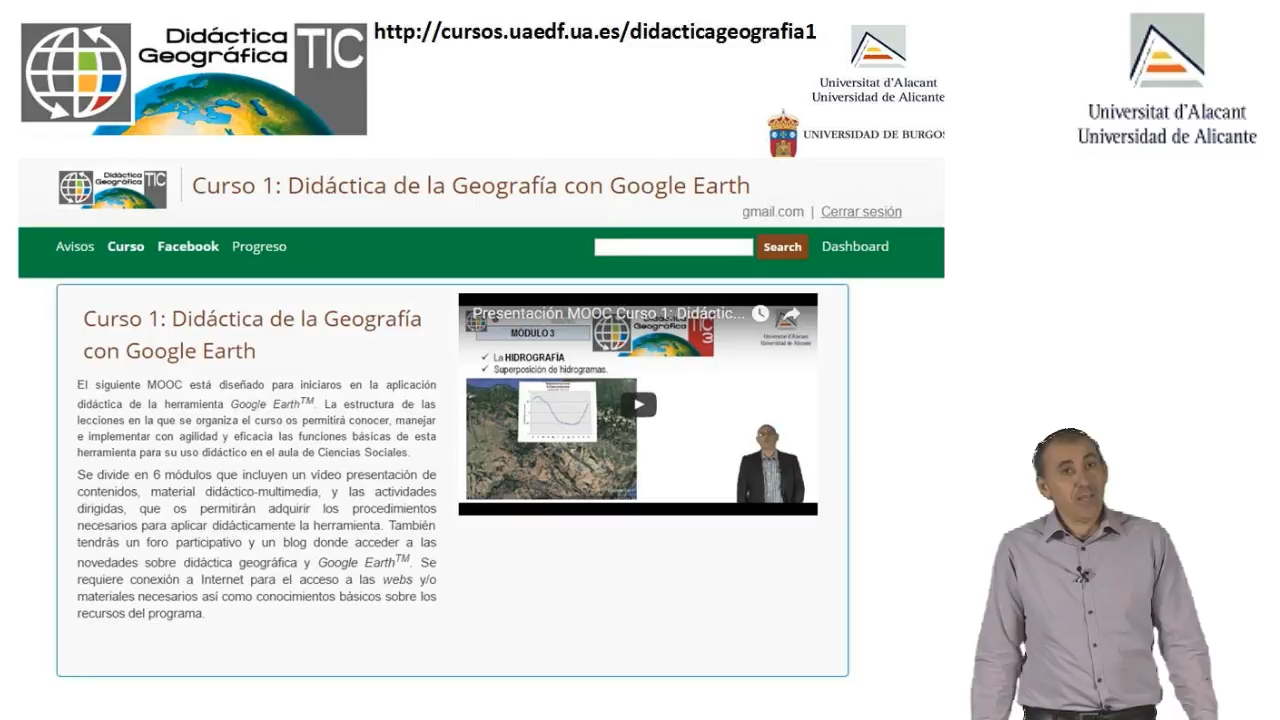 Didáctica
Geográfica
TIC
http://cursos.uaedf.ua.es/didacticageografia1
Universitat d'Alacant
Universidad de Alicante
UNIVERSIDAD DE BURGOS
Universitat d'Alacant
Universidad de Alicante
Didáctica
Geográfica
TIC
Curso 1: Didáctica de la Geografía con Google Earth
gmail.com | Cerrar sesión
Avisos Curso Facebook Progreso Search Dashboard
Curso 1: Didáctica de la Geografía
con Google Earth
El siguiente MOOC está diseñado para iniciaros en la aplicación
didáctica de la herramienta Google EarthTM. La estructura de las
lecciones en la que se organiza el curso os permitirá conocer, manejar
e implementar con agilidad y eficacia las funciones básicas de esta
herramienta para su uso didáctico en el aula de Ciencias Sociales.
Se divide en 6 módulos que incluyen un vídeo presentación de
contenidos, material didáctico-multimedia, y las actividades
dirigidas, que os permitirán adquirir los procedimientos
necesarios para aplicar didácticamente la herramienta. También
tendrás un foro participativo y un blog donde acceder a las
novedades sobre didáctica geográfica y Google EarthTM. Se
requiere conexión a Internet para el acceso a las webs y/o
materiales necesarios así como conocimientos básicos sobre los
recursos del programa.
Presentación MOOC Curso 1: Didáctic...
MÓDULO 3
Didáctica
Geográfica
TIC
3
✓ La HIDROGRAFÍA
✓ Superposición de hidrogramas.